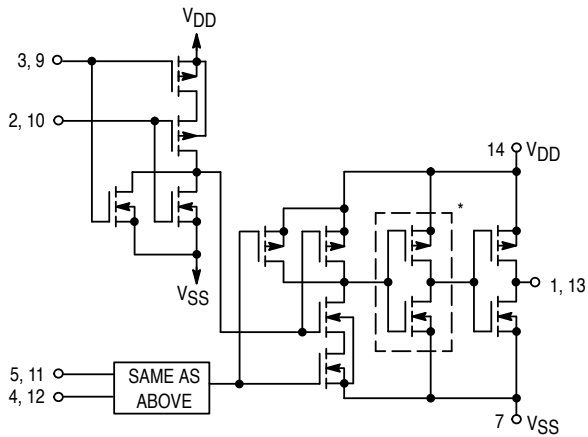 VDD
3, 9
2, 10
14 VDD
*
1, 13
VSS
5, 11
4, 12
SAME AS
ABOVE
7 VSS